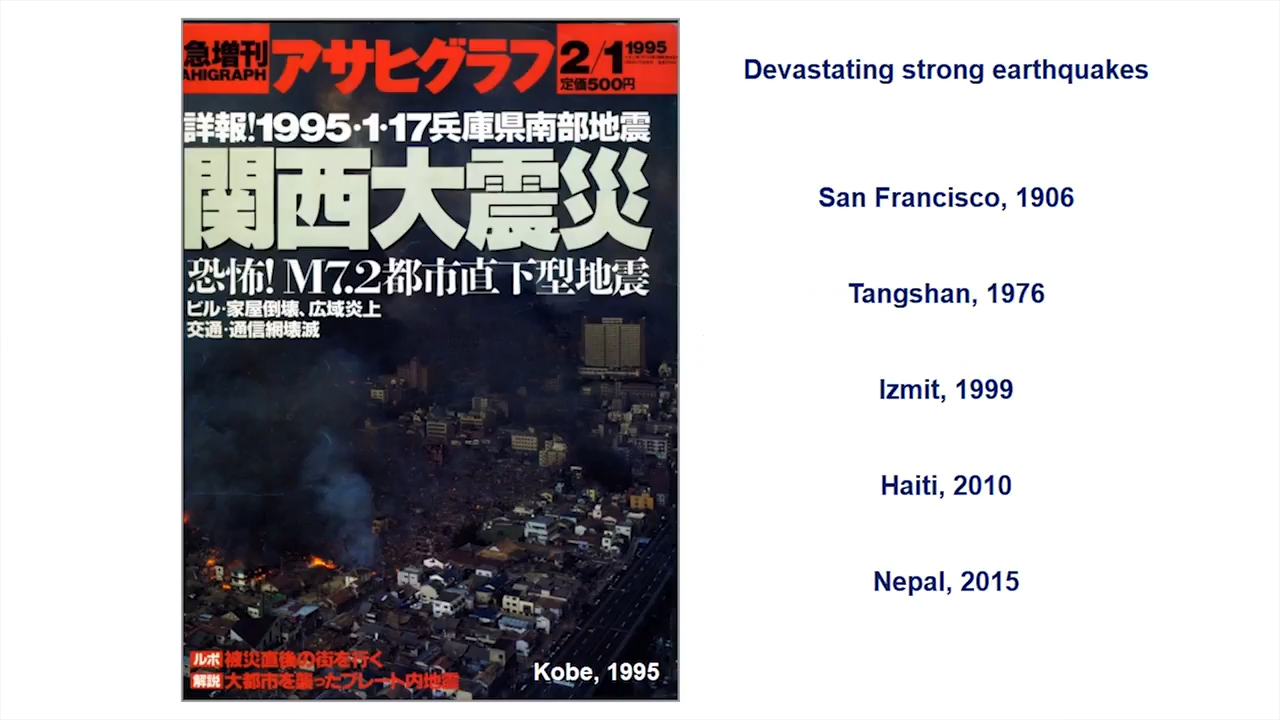 急増刊
AHIGRAPH
アサヒグラフ
2/1 1995
定価500円
詳報!1995・1・17兵庫県南部地震
関西大震災
恐怖! M7.2都市直下型地震
ビル・家屋倒壊、広域炎上
交通・通信網壊滅
ルポ 被災直後の街を行く
解説 大都市を襲ったプレート内地震
Kobe, 1995
Devastating strong earthquakes
San Francisco, 1906
Tangshan, 1976
Izmit, 1999
Haiti, 2010
Nepal, 2015